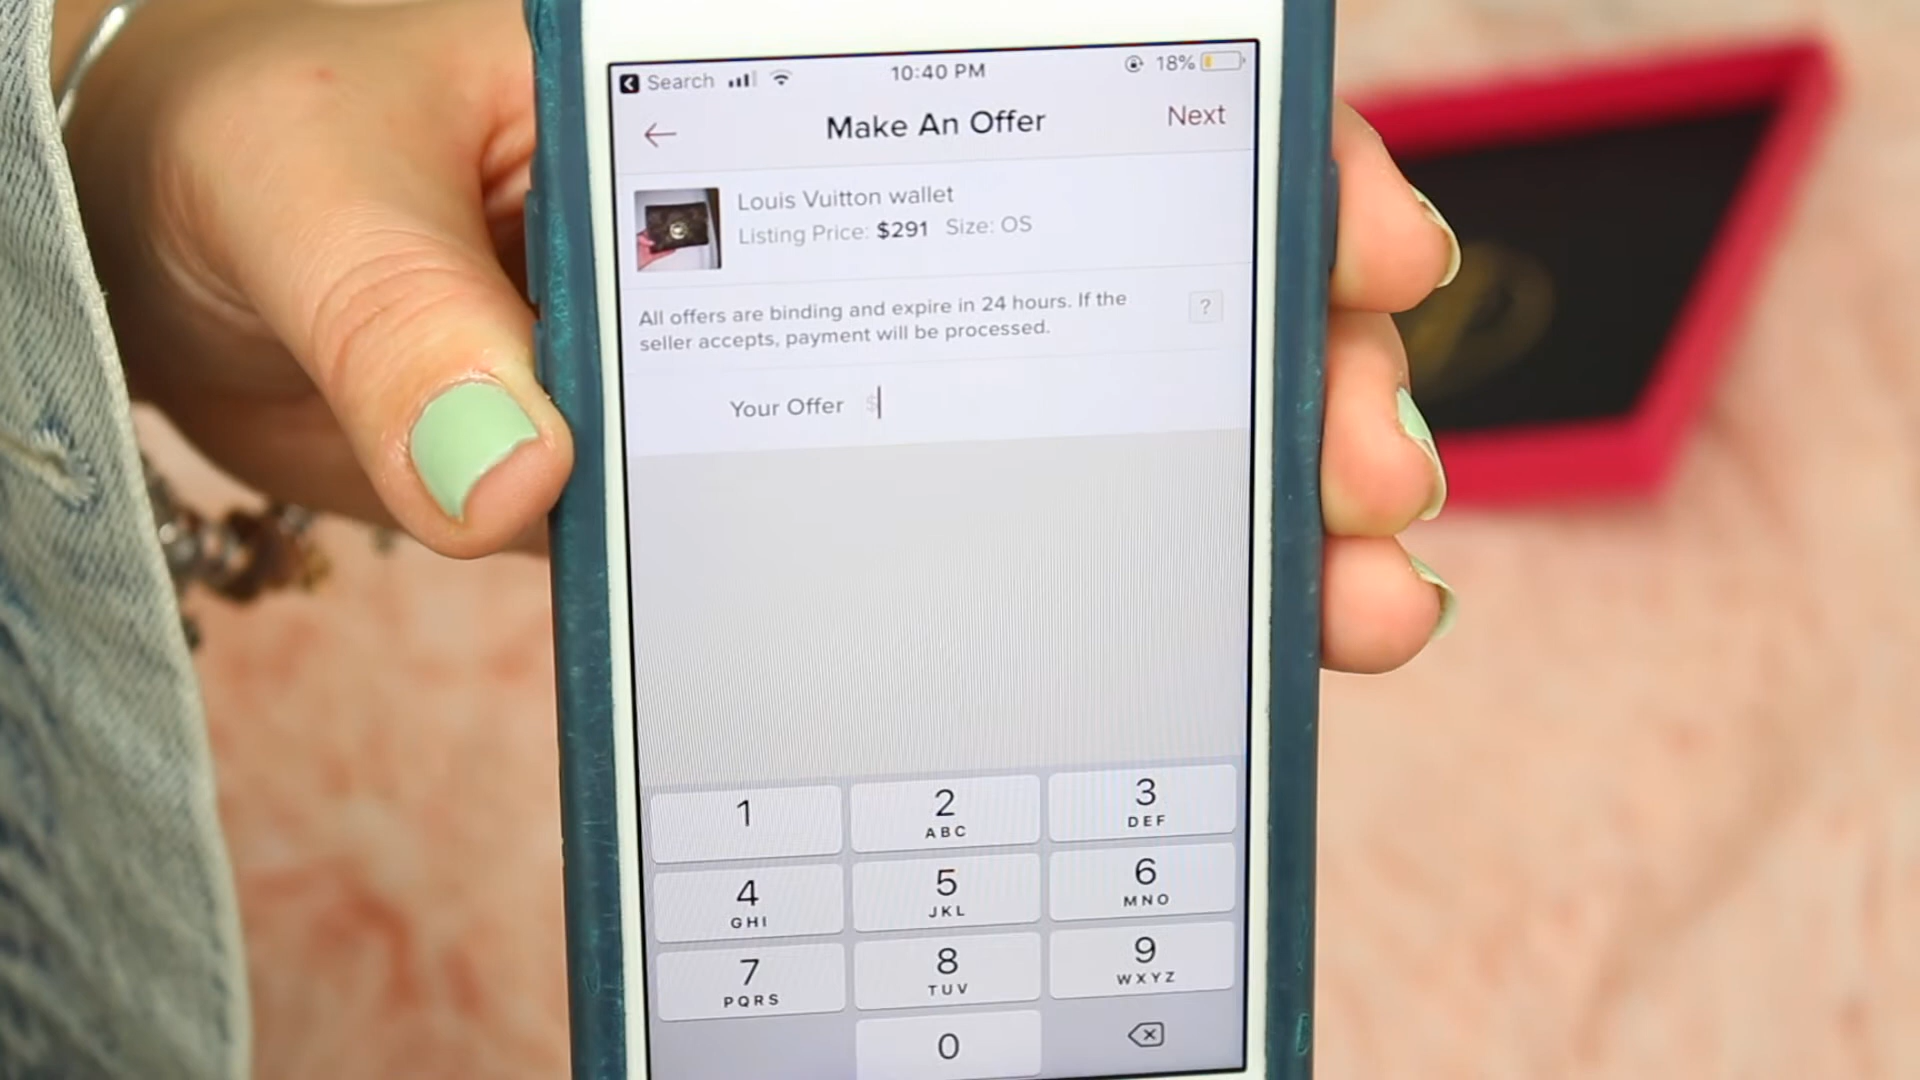 Search 10:40 PM 18%
Make An Offer Next
Louis Vuitton wallet
Listing Price: $291 Size: OS
All offers are binding and expire in 24 hours. If the
seller accepts, payment will be processed.
?
Your Offer $
1 2 3
ABC DEF
4 5 6
GHI JKL MNO
7 8 9
PQRS TUV WXYZ
0